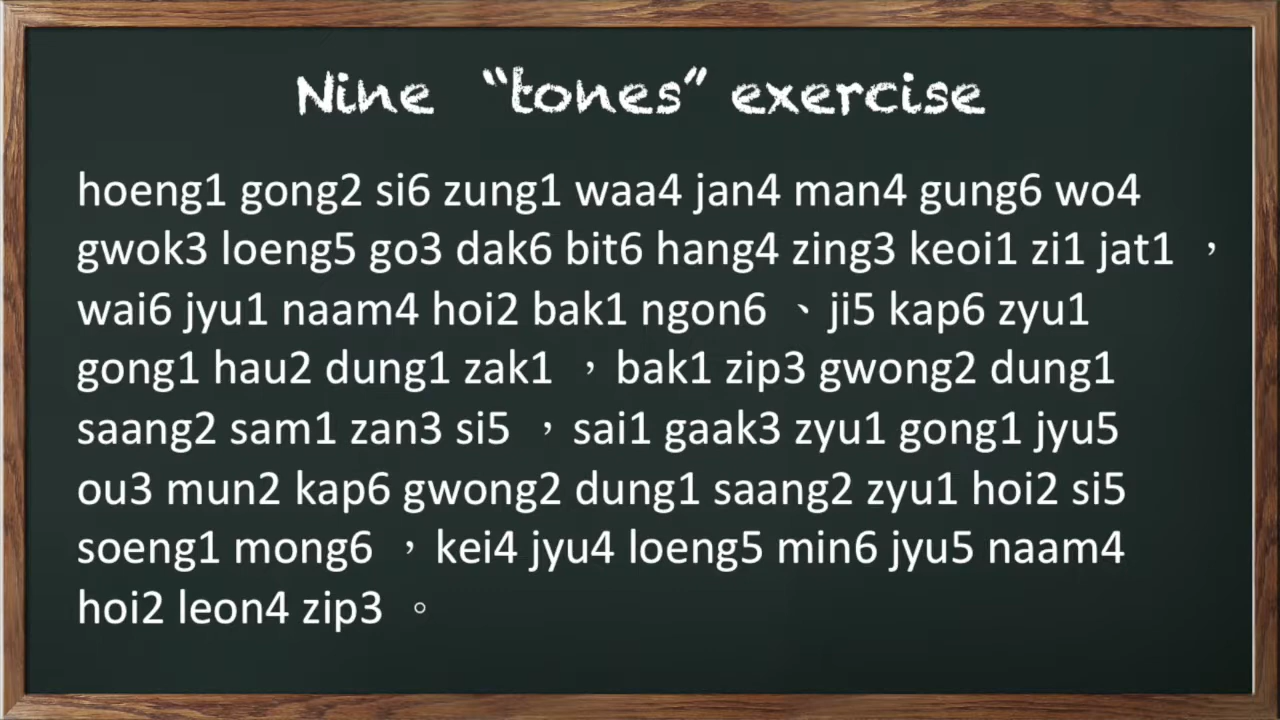 Nine “tones” exercise
hoeng1 gong2 si6 zung1 waa4 jan4 man4 gung6 wo4
gwok3 loeng5 go3 dak6 bit6 hang4 zing3 keoi1 zi1 jat1 ，
wai6 jyu1 naam4 hoi2 bak1 ngon6 、ji5 kap6 zyu1
gong1 hau2 dung1 zak1 ，bak1 zip3 gwong2 dung1
saang2 sam1 zan3 si5 ，sai1 gaak3 zyu1 gong1 jyu5
ou3 mun2 kap6 gwong2 dung1 saang2 zyu1 hoi2 si5
soeng1 mong6 ，kei4 jyu4 loeng5 min6 jyu5 naam4
hoi2 leon4 zip3 。